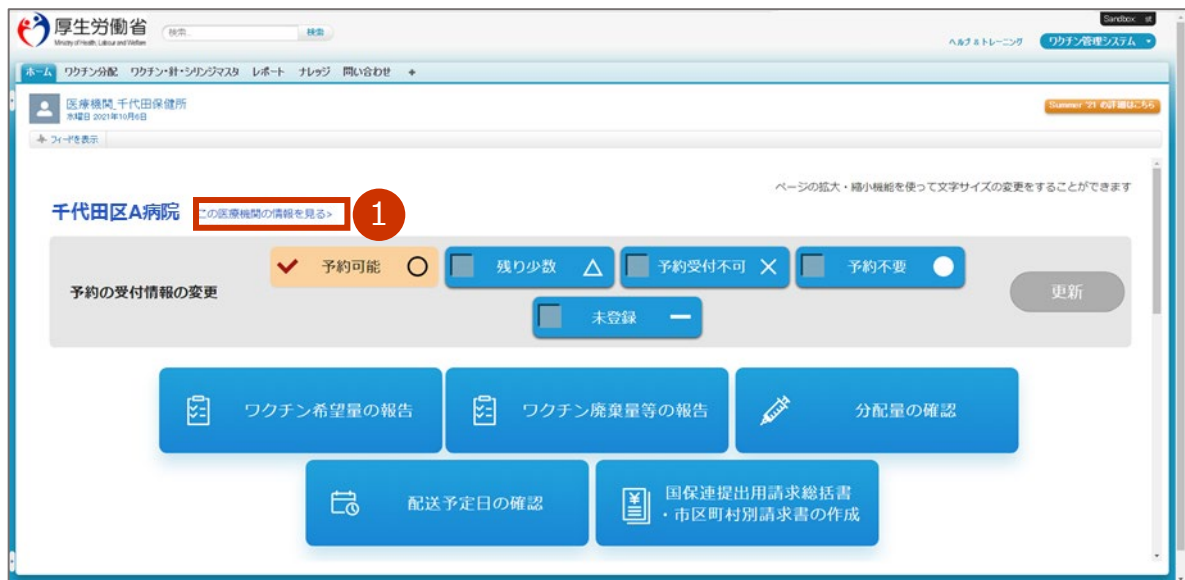 Sandbox: st
厚生労働省
Ministry of Health, Labour and Welfare
検索...
検索
ヘルプ & トレーニング
ワクチン管理システム
ホーム ワクチン分配 ワクチン・針・シリンジマスタ レポート ナレッジ 問い合わせ +
医療機関_千代田保健所
水曜日 2021年10月6日
Summer '21 の詳細はこちら
フィードを表示
ページの拡大・縮小機能を使って文字サイズの変更をすることができます
千代田区A病院 この医療機関の情報を見る> 1
予約の受付情報の変更
予約可能
残り少数
予約受付不可
予約不要
未登録
更新
ワクチン希望量の報告
ワクチン廃棄量等の報告
分配量の確認
配送予定日の確認
国保連提出用請求総括書
・市区町村別請求書の作成